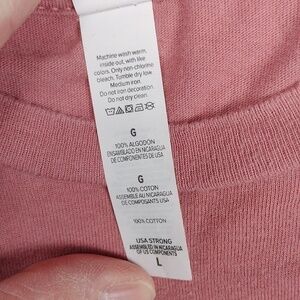 Machine wash warm,
inside out, with like
colors. Only non-chlorine
bleach. Tumble dry low.
Medium iron.
Do not iron decoration.
Do not dry clean.
G
100% ALGODON
ENSAMBLADO EN NICARAGUA
DE COMPONENTES DE USA
G
100% COTON
ASSEMBLÉ AU NICARAGUA
DE COMPOSANTS USA
100% COTTON
USA STRONG
ASSEMBLED IN NICARAGUA
OF US COMPONENTS
L